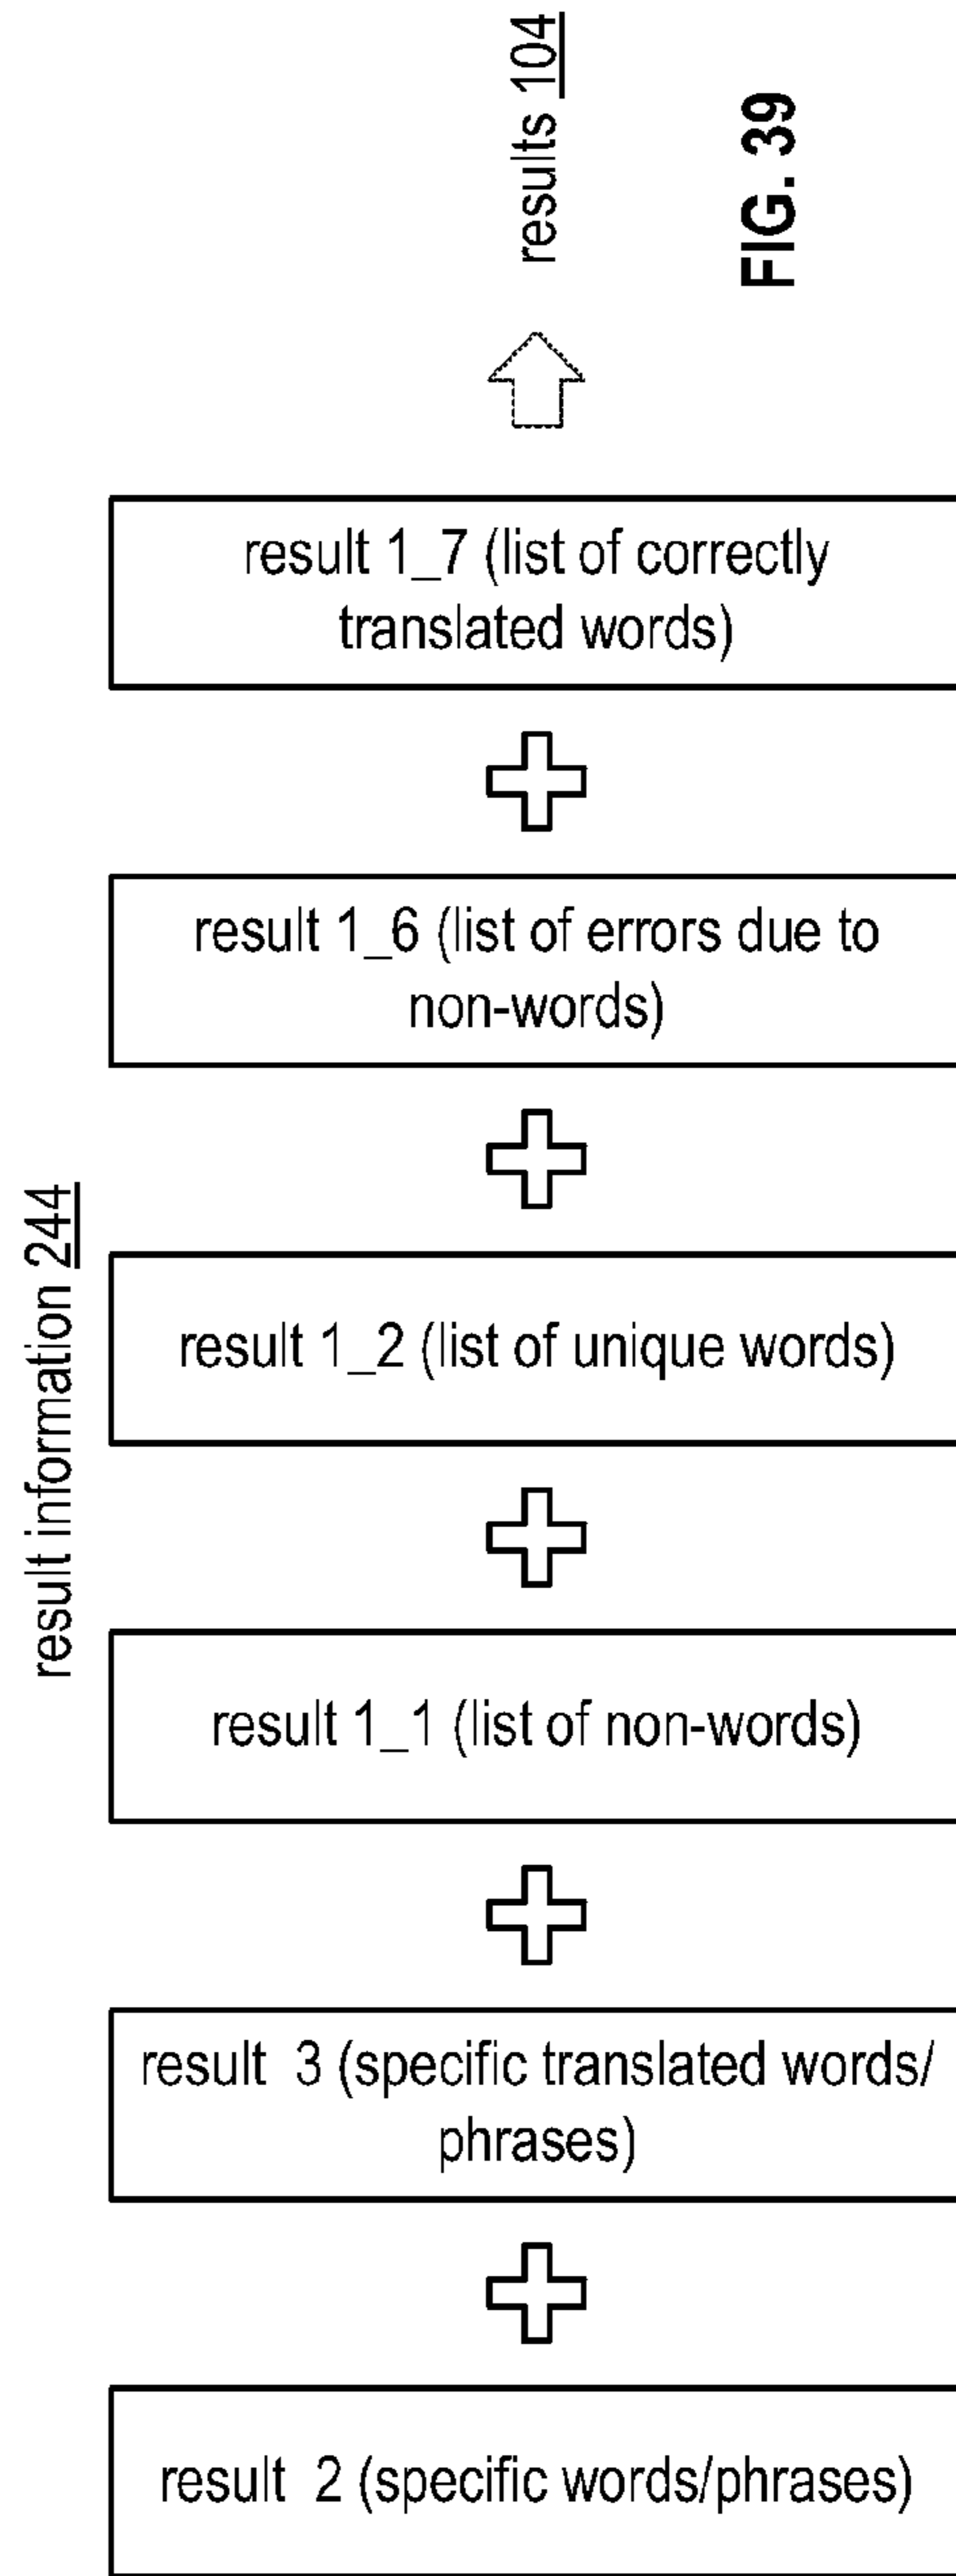 results 104
FIG. 39
result 1_7 (list of correctly
translated words)
result 1_6 (list of errors due to
non-words)
result information 244
result 1_2 (list of unique words)
result 1_1 (list of non-words)
result 3 (specific translated words/
phrases)
result 2 (specific words/phrases)